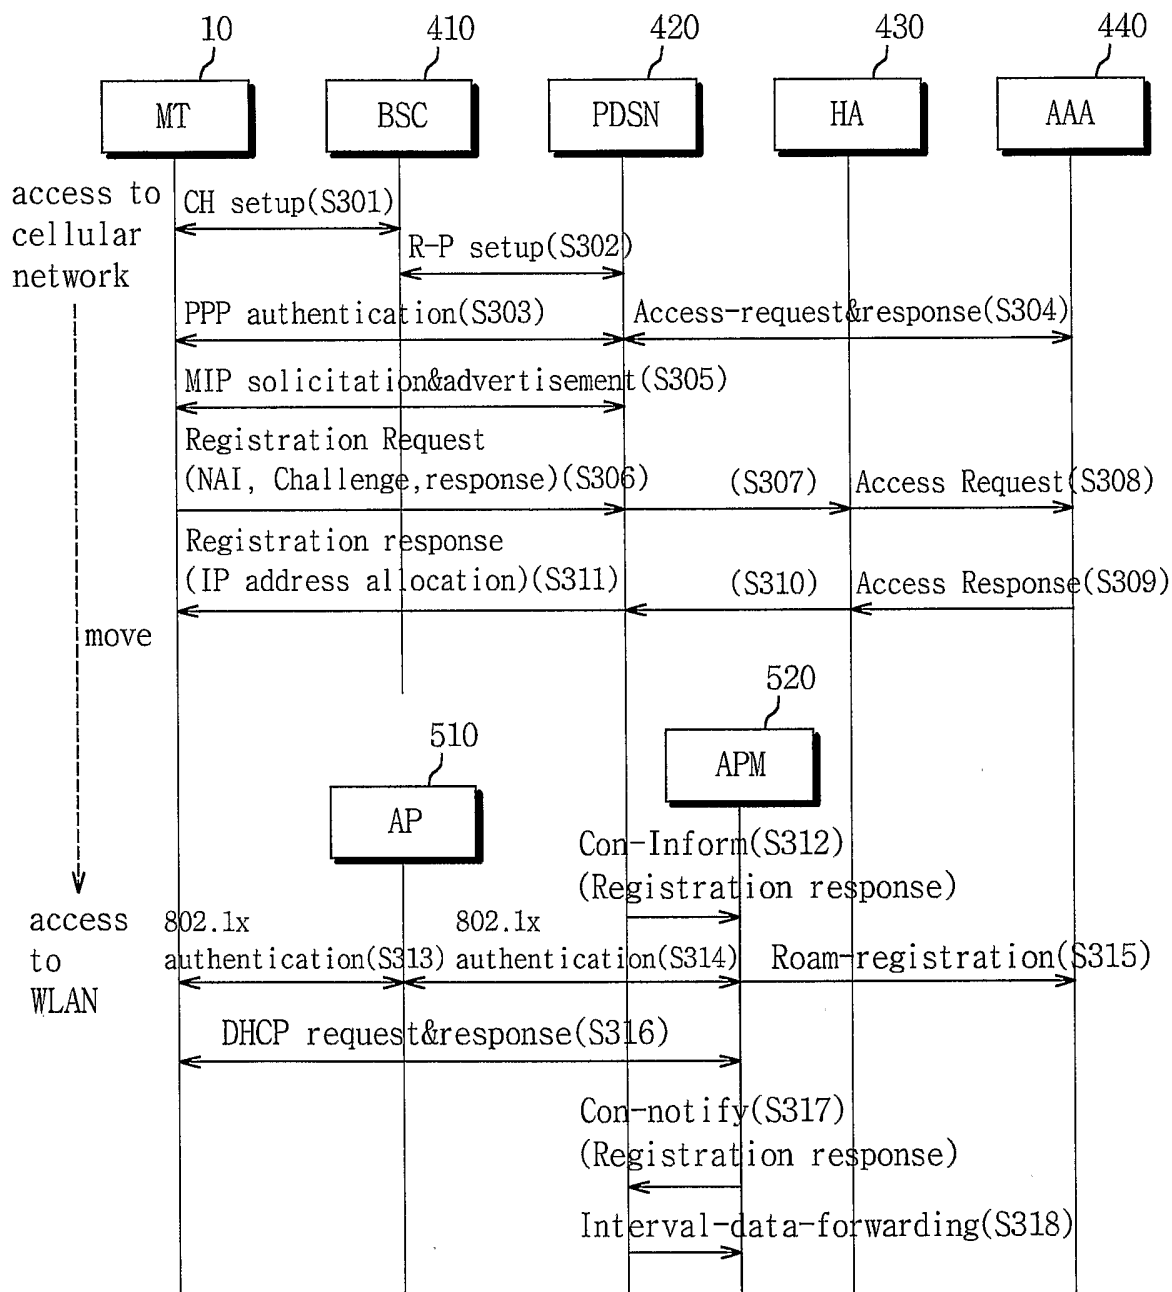 10 410 420 430 440
MT BSC PDSN HA AAA
access to
cellular
network
CH setup(S301)
R-P setup(S302)
PPP authentication(S303) Access-request&response(S304)
MIP solicitation&advertisement(S305)
Registration Request
(NAI, Challenge,response)(S306) (S307) Access Request(S308)
Registration response
(IP address allocation)(S311) (S310) Access Response(S309)
move
520
APM
510
AP
Con-Inform(S312)
(Registration response)
access
to
WLAN
802.1x
authentication(S313)
802.1x
authentication(S314)
Roam-registration(S315)
DHCP request&response(S316)
Con-notify(S317)
(Registration response)
Interval-data-forwarding(S318)